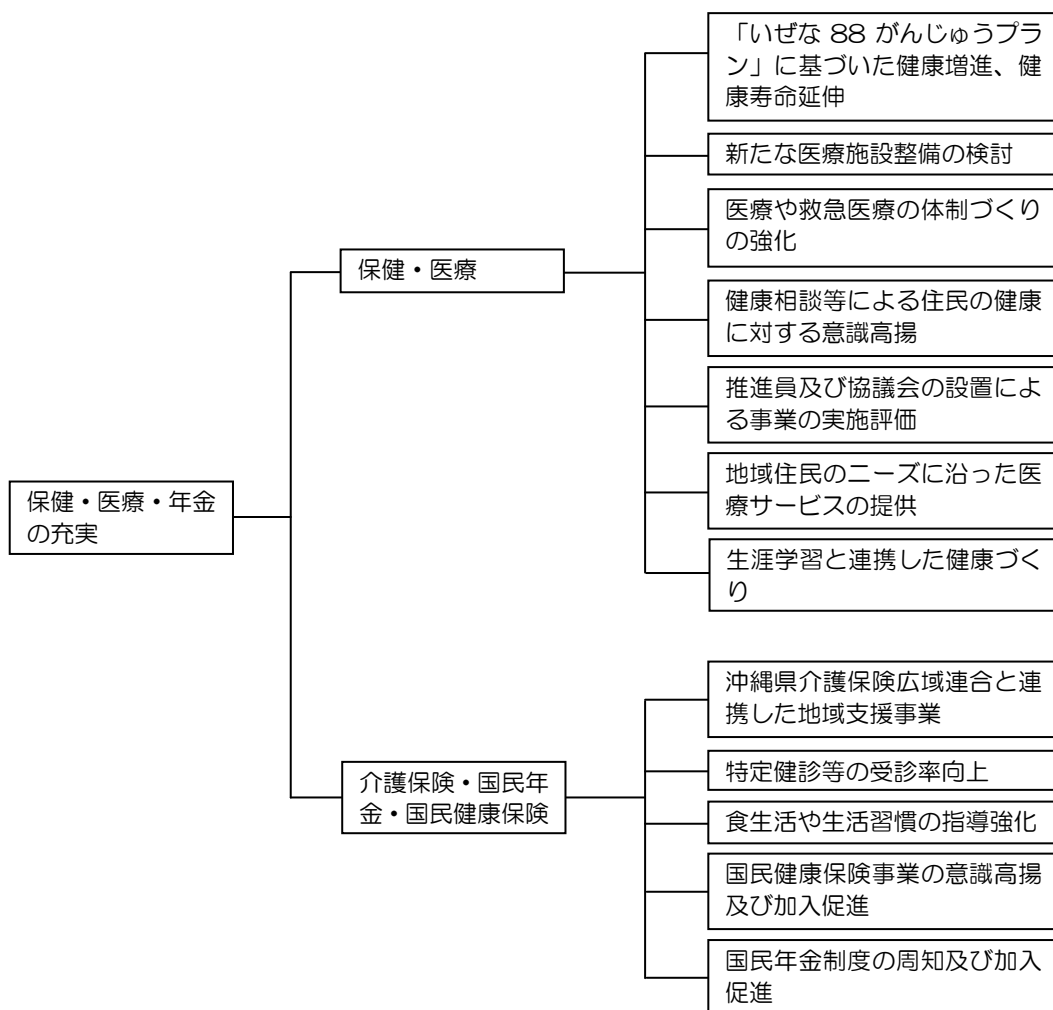 「いぜな 88 がんじゅうプラ
ン」に基づいた健康増進、健
康寿命延伸
新たな医療施設整備の検討
医療や救急医療の体制づくり
の強化
保健・医療
健康相談等による住民の健康
に対する意識高揚
推進員及び協議会の設置によ
る事業の実施評価
地域住民のニーズに沿った医
療サービスの提供
生涯学習と連携した健康づく
り
保健・医療・年金
の充実
沖縄県介護保険広域連合と連
携した地域支援事業
特定健診等の受診率向上
介護保険・国民年
金・国民健康保険
食生活や生活習慣の指導強化
国民健康保険事業の意識高揚
及び加入促進
国民年金制度の周知及び加入
促進